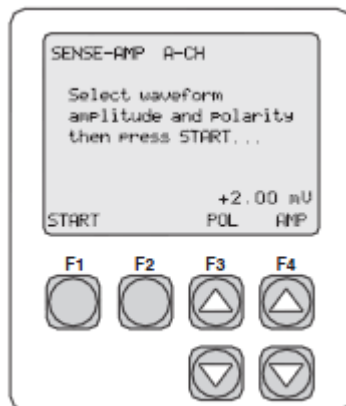 SENSE-AMP A-CH
Select waveform
amplitude and polarity
then press START...
+2.00 mV
START POL AMP
F1 F2 F3 F4